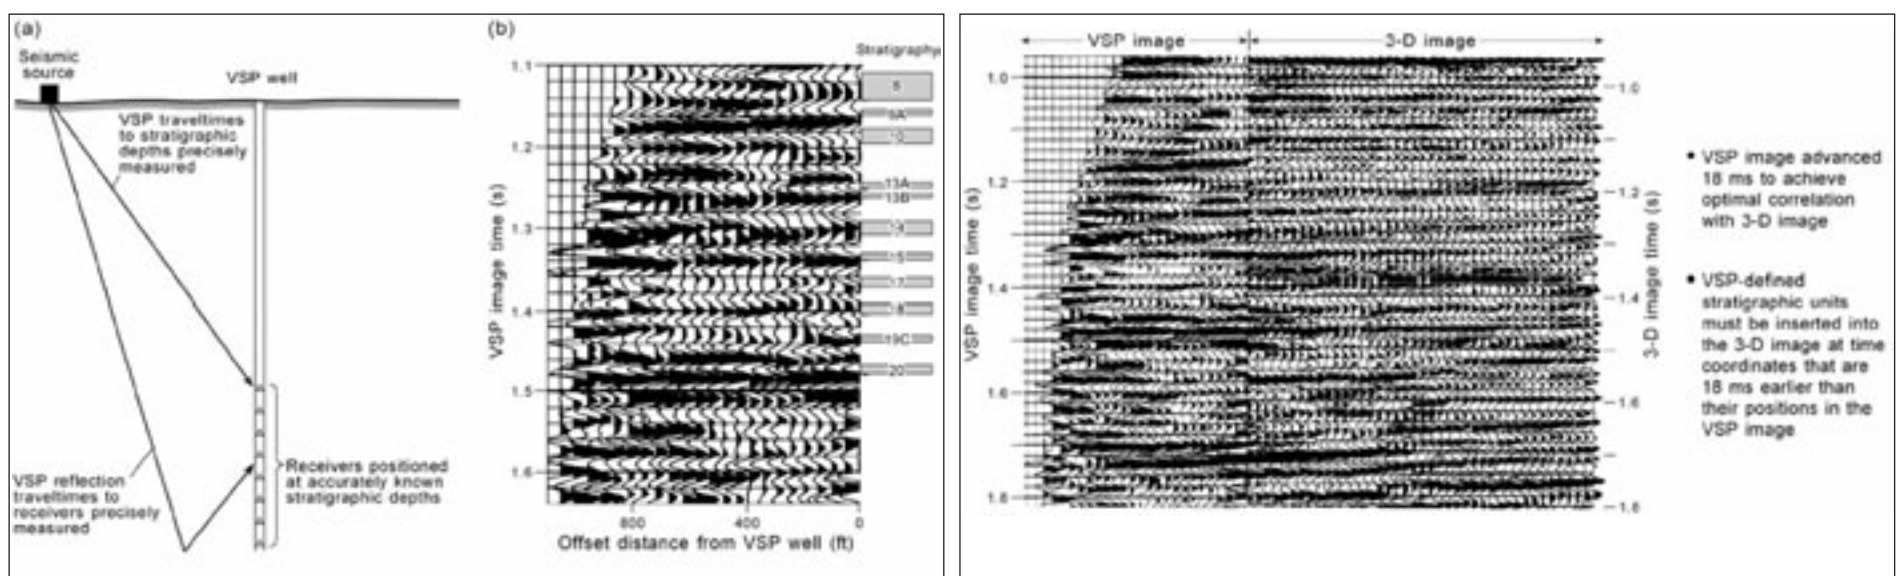 (a)
Seismic
source
VSP well
VSP traveltimes
to stratigraphic
depths precisely
measured
VSP reflection
traveltimes to
receivers precisely
measured
Receivers positioned
at accurately known
stratigraphic depths
(b)
Stratigraphy
VSP image time (s)
1.1
1.2
1.3
1.4
1.5
1.6
10
13A
13B
14
15
17
18
19C
20
800
400
0
Offset distance from VSP well (ft)
VSP image
3-D image
VSP image time (s)
1.0
1.2
1.4
1.6
1.8
1.0
1.2
1.4
1.6
1.8
3-D image time (s)
• VSP image advanced
18 ms to achieve
optimal correlation
with 3-D image
• VSP-defined
stratigraphic units
must be inserted into
the 3-D image at time
coordinates that are
18 ms earlier than
their positions in the
VSP image